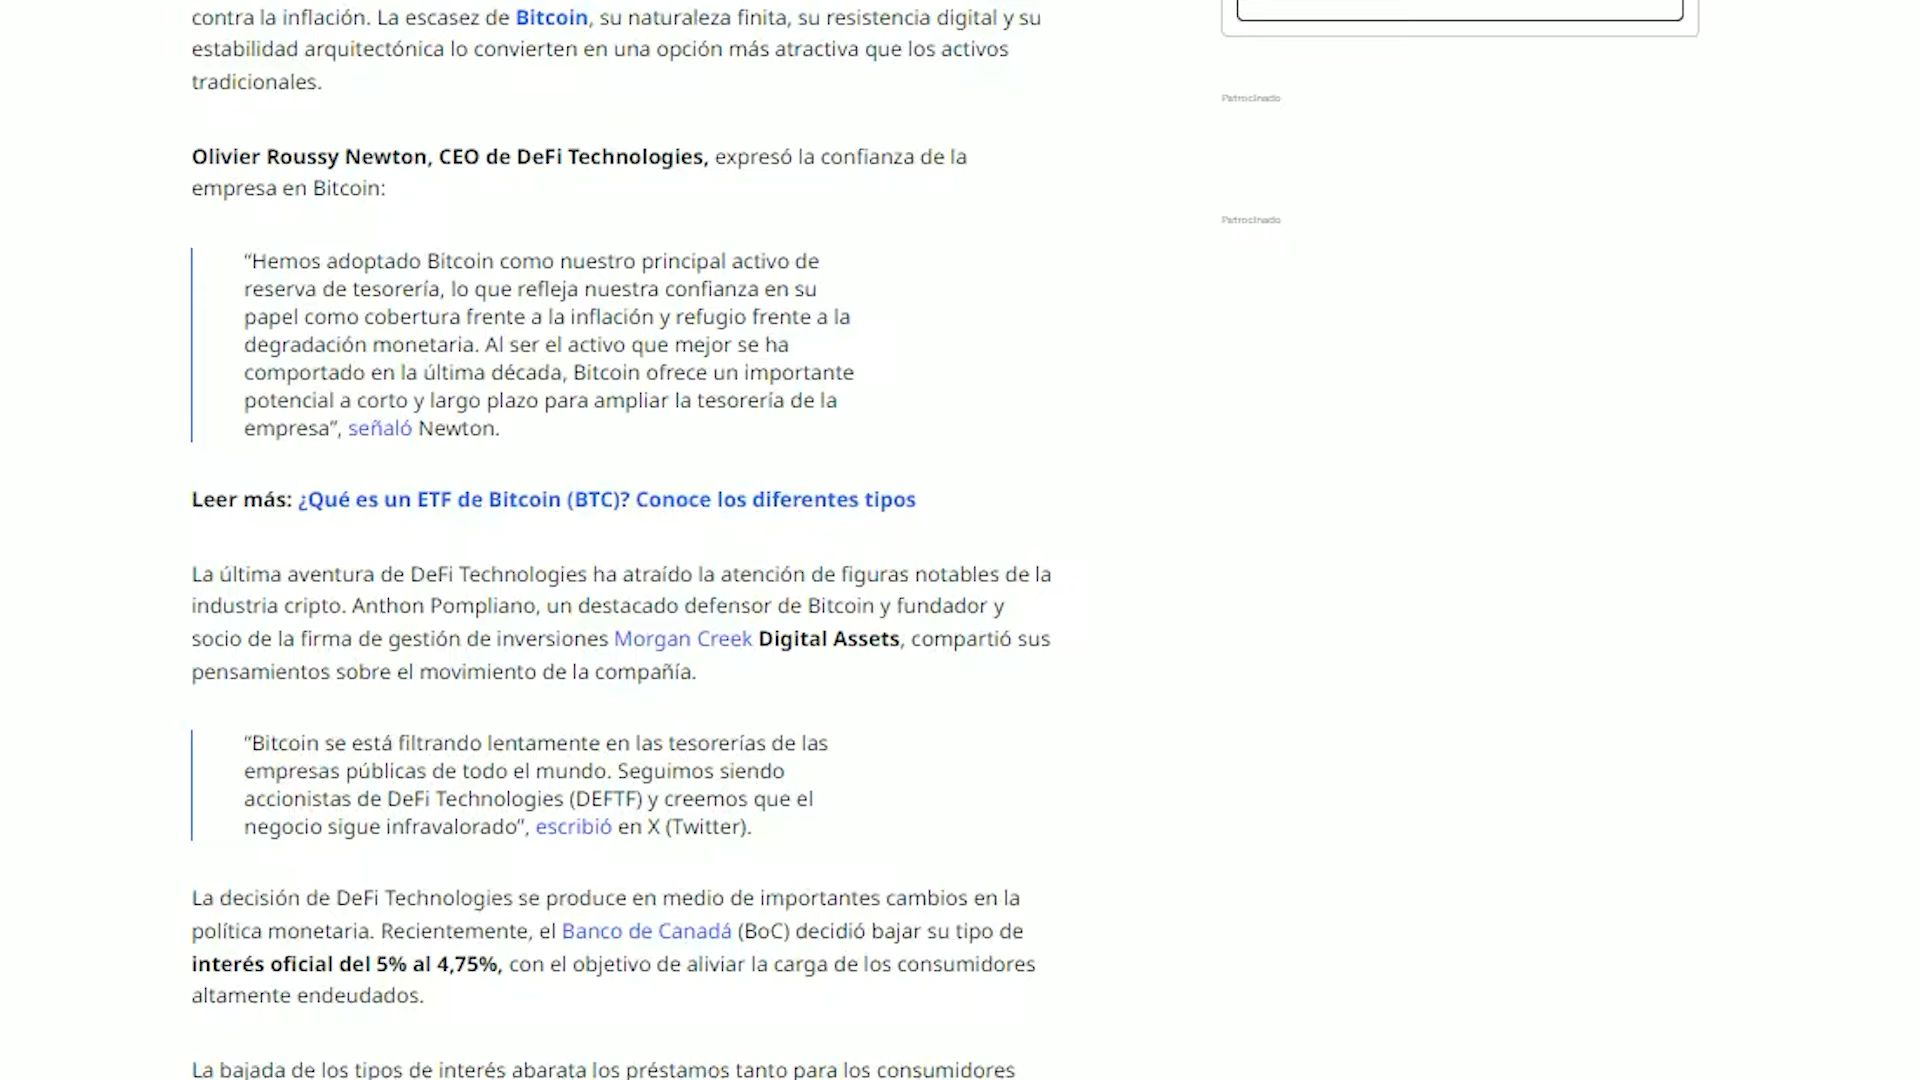 contra la inflación. La escasez de Bitcoin, su naturaleza finita, su resistencia digital y su
estabilidad arquitectónica lo convierten en una opción más atractiva que los activos
tradicionales.
Olivier Roussy Newton, CEO de DeFi Technologies, expresó la confianza de la
empresa en Bitcoin:
“Hemos adoptado Bitcoin como nuestro principal activo de
reserva de tesorería, lo que refleja nuestra confianza en su
papel como cobertura frente a la inflación y refugio frente a la
degradación monetaria. Al ser el activo que mejor se ha
comportado en la última década, Bitcoin ofrece un importante
potencial a corto y largo plazo para ampliar la tesorería de la
empresa”, señaló Newton.
Leer más: ¿Qué es un ETF de Bitcoin (BTC)? Conoce los diferentes tipos
La última aventura de DeFi Technologies ha atraído la atención de figuras notables de la
industria cripto. Anthon Pompliano, un destacado defensor de Bitcoin y fundador y
socio de la firma de gestión de inversiones Morgan Creek Digital Assets, compartió sus
pensamientos sobre el movimiento de la compañía.
“Bitcoin se está filtrando lentamente en las tesorerías de las
empresas públicas de todo el mundo. Seguimos siendo
accionistas de DeFi Technologies (DEFTF) y creemos que el
negocio sigue infravalorado”, escribió en X (Twitter).
La decisión de DeFi Technologies se produce en medio de importantes cambios en la
política monetaria. Recientemente, el Banco de Canadá (BoC) decidió bajar su tipo de
interés oficial del 5% al 4,75%, con el objetivo de aliviar la carga de los consumidores
altamente endeudados.
La bajada de los tipos de interés abarata los préstamos tanto para los consumidores
Patrocinado
Patrocinado